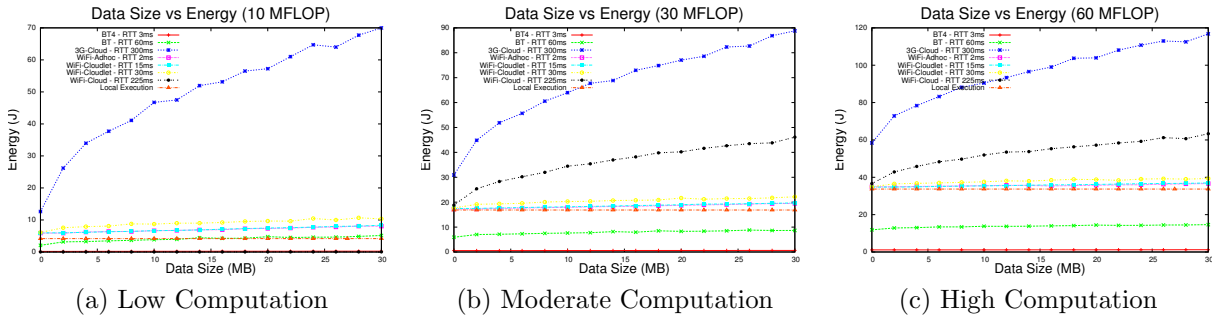 Data Size vs Energy (10 MFLOP)
Energy (J)
70
60
50
40
30
20
10
0
BT4 - RTT 3ms
BT - RTT 60ms
3G-Cloud - RTT 300ms
WiFi-Adhoc - RTT 2ms
WiFi-Cloudlet - RTT 15ms
WiFi-Cloudlet - RTT 30ms
WiFi-Cloud - RTT 225ms
Local Execution
0 5 10 15 20 25 30
Data Size (MB)
(a) Low Computation
Data Size vs Energy (30 MFLOP)
Energy (J)
90
80
70
60
50
40
30
20
10
0
BT4 - RTT 3ms
BT - RTT 60ms
3G-Cloud - RTT 300ms
WiFi-Adhoc - RTT 2ms
WiFi-Cloudlet - RTT 15ms
WiFi-Cloudlet - RTT 30ms
WiFi-Cloud - RTT 225ms
Local Execution
0 5 10 15 20 25 30
Data Size (MB)
(b) Moderate Computation
Data Size vs Energy (60 MFLOP)
Energy (J)
120
100
80
60
40
20
0
BT4 - RTT 3ms
BT - RTT 60ms
3G-Cloud - RTT 300ms
WiFi-Adhoc - RTT 2ms
WiFi-Cloudlet - RTT 15ms
WiFi-Cloudlet - RTT 30ms
WiFi-Cloud - RTT 225ms
Local Execution
0 5 10 15 20 25 30
Data Size (MB)
(c) High Computation